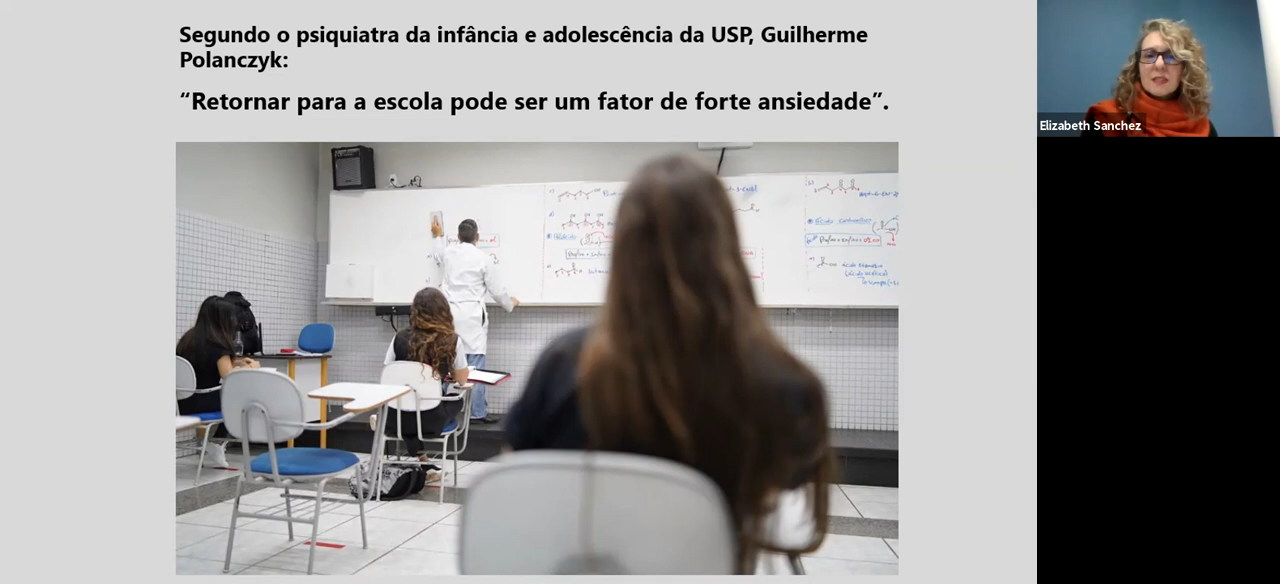 Segundo o psiquiatra da infância e adolescência da USP, Guilherme
Polanczyk:
“Retornar para a escola pode ser um fator de forte ansiedade”.
Elizabeth Sanchez